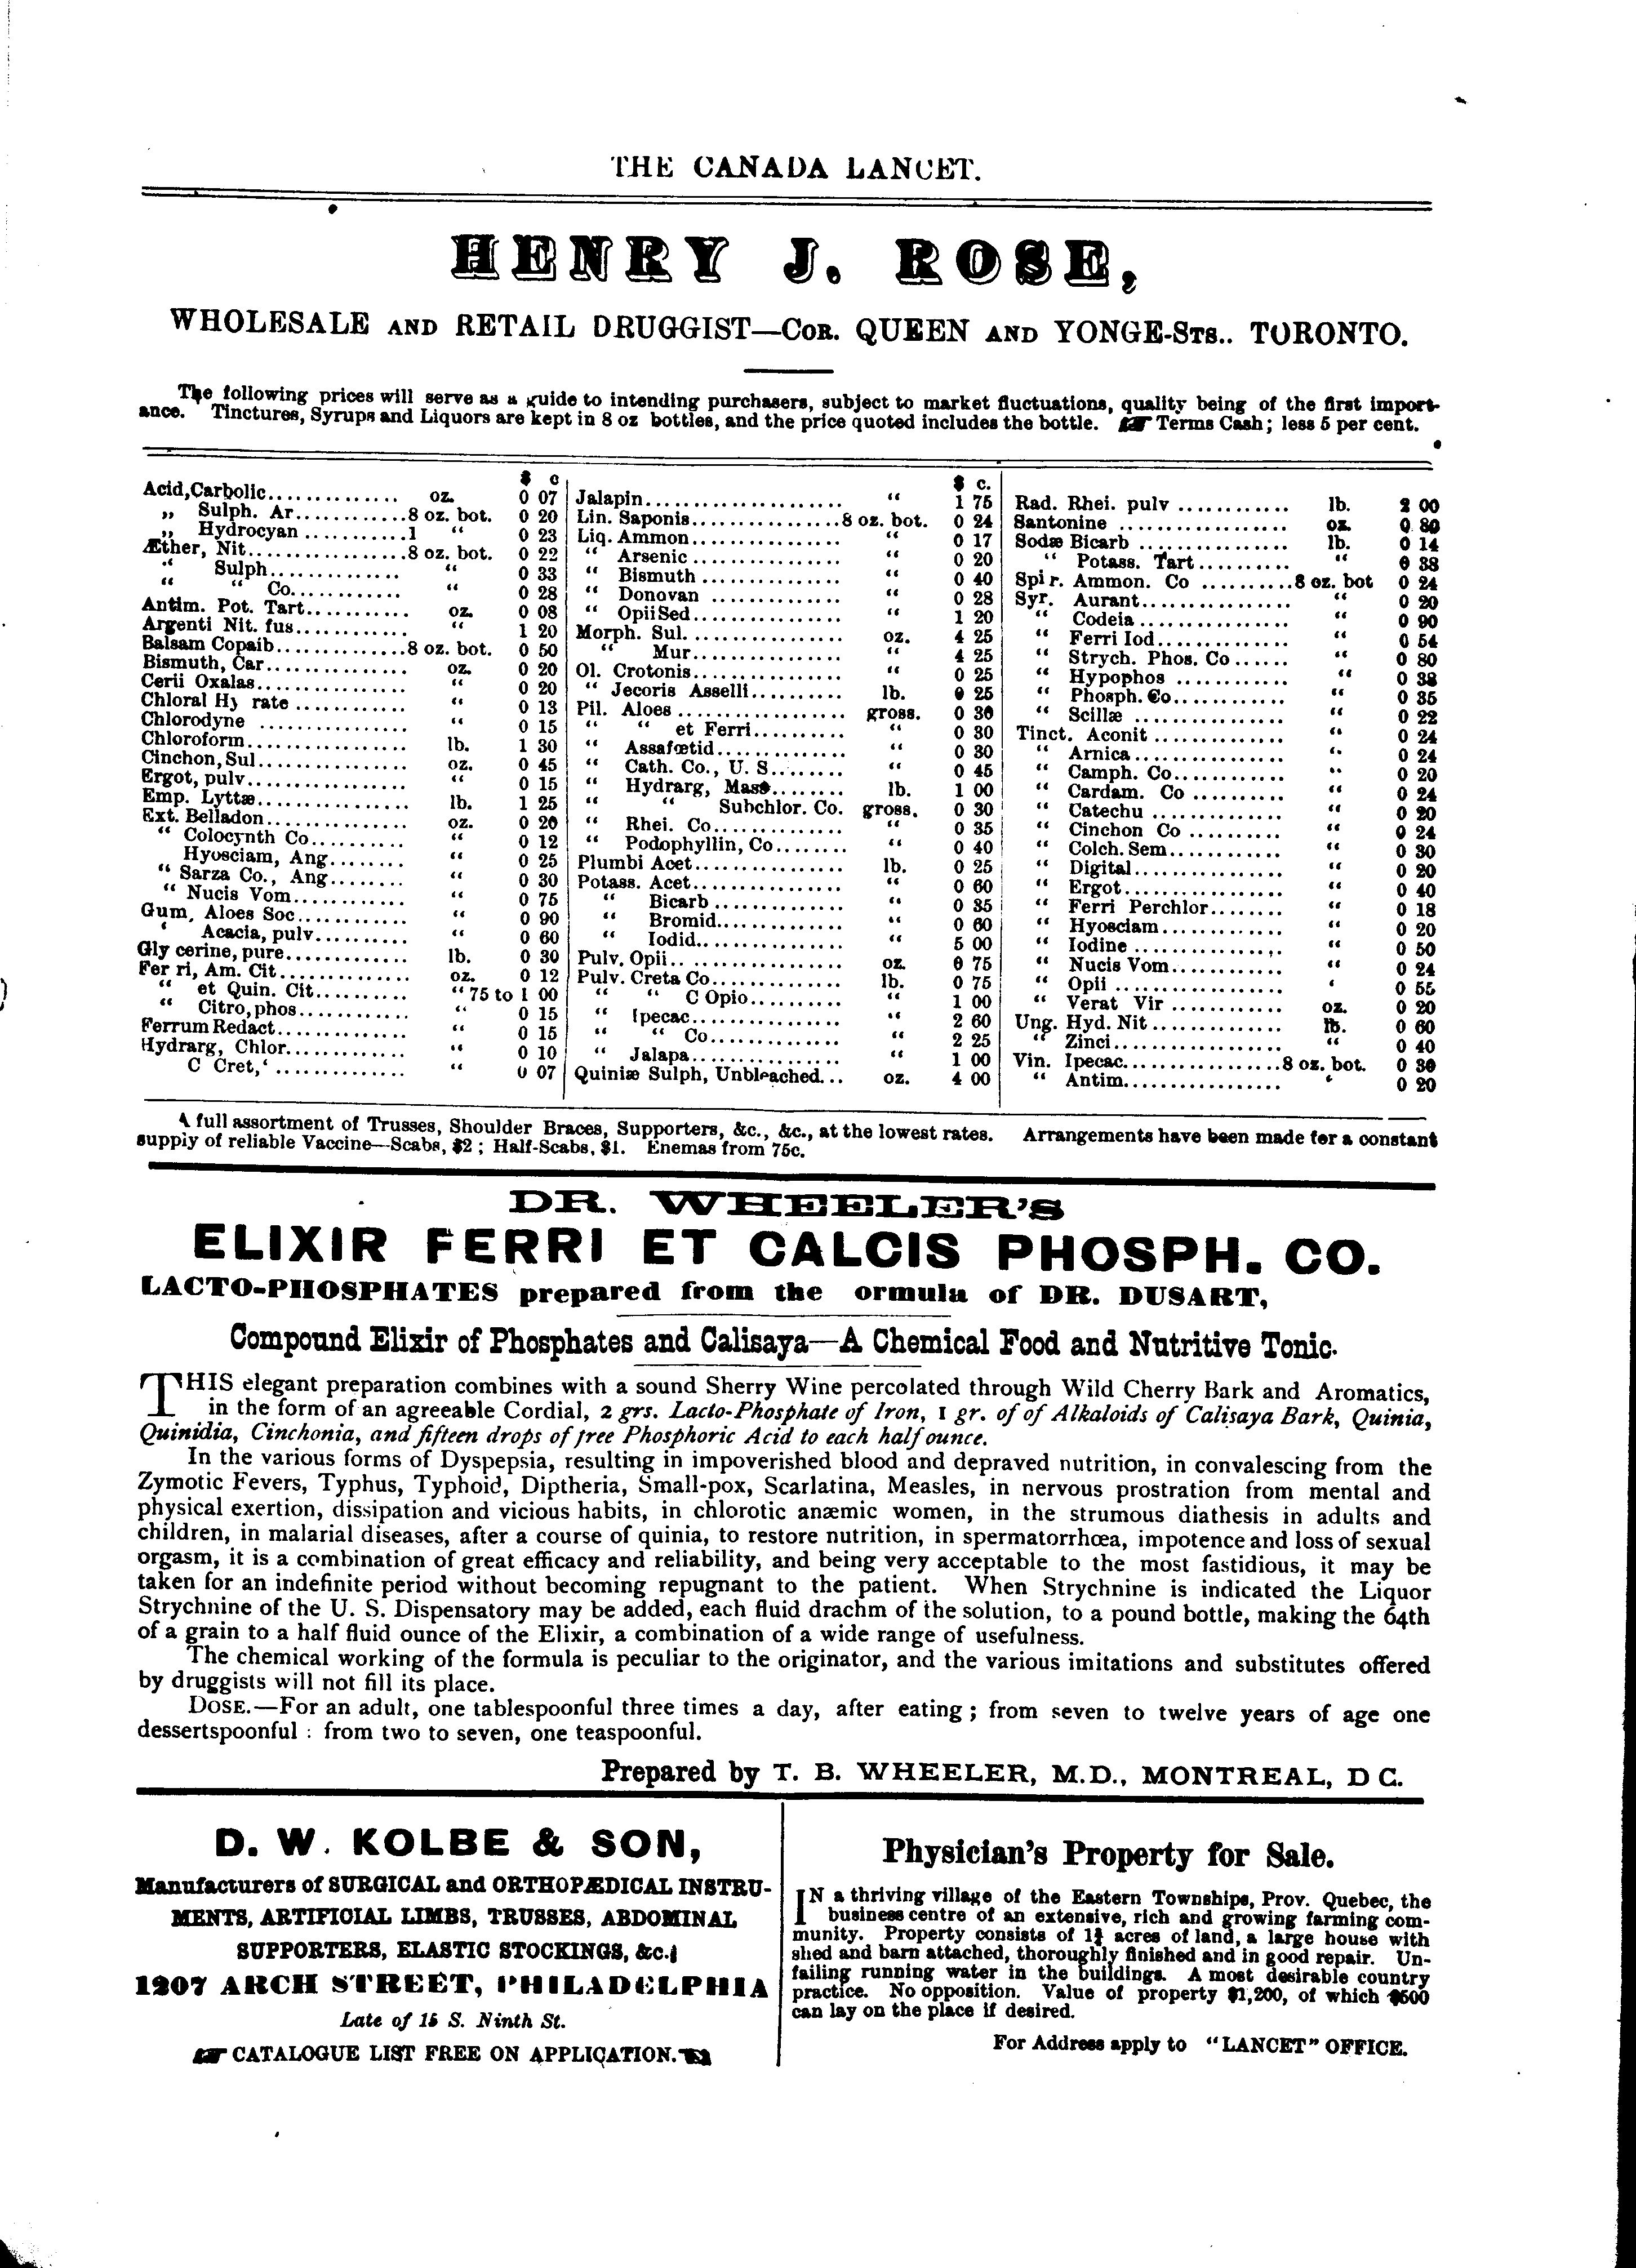 THE CANADA LANCET.
HENRY J. ROSE,
WHOLESALE AND RETAIL DRUGGIST—COR. QUEEN AND YONGE-STS.. TORONTO.
The following prices will serve as a guide to intending purchasers, subject to market fluctuations, quality being of the first import-
ance. Tinctures, Syrups and Liquors are kept in 8 oz bottles, and the price quoted includes the bottle. Terms Cash; less 5 per cent.
$ c
Acid, Carbolic.............. oz. 0 07
„ Sulph. Ar............8 oz. bot. 0 20
„ Hydrocyan ...........1 “ 0 23
Æther, Nit.................8 oz. bot. 0 22
“ Sulph.............. “ 0 33
“ “ Co............ “ 0 28
Antim. Pot. Tart........... oz. 0 08
Argenti Nit. fus............ “ 1 20
Balsam Copaib..............8 oz. bot. 0 50
Bismuth, Car............... oz. 0 20
Cerii Oxalas................ “ 0 20
Chloral Hy rate ............ “ 0 13
Chlorodyne ................ “ 0 15
Chloroform................. lb. 1 30
Cinchon, Sul................ oz. 0 45
Ergot, pulv................. “ 0 15
Emp. Lyttæ................ lb. 1 25
Ext. Belladon............... oz. 0 20
“ Colocynth Co.......... “ 0 12
Hyosciam, Ang........ “ 0 25
“ Sarza Co., Ang........ “ 0 30
“ Nucis Vom............ “ 0 75
Gum, Aloes Soc............ “ 0 90
‘ Acacia, pulv.......... “ 0 60
Gly cerine, pure............. lb. 0 30
Fer ri, Am. Cit.............. oz. 0 12
“ et Quin. Cit.......... “ 75 to 1 00
“ Citro, phos............ “ 0 15
Ferrum Redact.............. “ 0 15
Hydrarg, Chlor............. “ 0 10
C Cret,‘ .............. “ 0 07
$ c.
Jalapin..................... “ 1 75
Lin. Saponis................8 oz. bot. 0 24
Liq. Ammon................ “ 0 17
“ Arsenic................ “ 0 20
“ Bismuth ............... “ 0 40
“ Donovan .............. “ 0 28
“ Opii Sed............... “ 1 20
Morph. Sul................. oz. 4 25
“ Mur................ “ 4 25
Ol. Crotonis................ “ 0 25
“ Jecoris Asselli.......... lb. 0 25
Pil. Aloes .................. gross. 0 30
“ “ et Ferri.......... “ 0 30
“ Assafœtid.............. “ 0 30
“ Cath. Co., U. S........ “ 0 45
“ Hydrarg, Mass........ lb. 1 00
“ “ Subchlor. Co. gross. 0 30
“ Rhei. Co.............. “ 0 35
“ Podophyllin, Co........ “ 0 40
Plumbi Acet................ lb. 0 25
Potass. Acet................ “ 0 60
“ Bicarb .............. “ 0 35
“ Bromid.............. “ 0 60
“ Iodid................ “ 5 00
Pulv. Opii.................. oz. 0 75
Pulv. Creta Co.............. lb. 0 75
“ “ C Opio.......... “ 1 00
“ Ipecac................ “ 2 60
“ “ Co.............. “ 2 25
“ Jalapa................ “ 1 00
Quiniæ Sulph, Unbleached... oz. 4 00
Rad. Rhei. pulv ............ lb. 2 00
Santonine .................. oz. 0 80
Sodæ Bicarb ................ lb. 0 14
“ Potass. Tart.......... “ 0 38
Spi r. Ammon. Co ..........8 oz. bot 0 24
Syr. Aurant................ “ 0 20
“ Codeia ................ “ 0 90
“ Ferri Iod.............. “ 0 54
“ Strych. Phos. Co...... “ 0 80
“ Hypophos ............ “ 0 38
“ Phosph. Co............ “ 0 35
“ Scillæ ................ “ 0 22
Tinct. Aconit .............. “ 0 24
“ Arnica................ “ 0 24
“ Camph. Co............ “ 0 20
“ Cardam. Co .......... “ 0 24
“ Catechu .............. “ 0 20
“ Cinchon Co .......... “ 0 24
“ Colch. Sem............ “ 0 30
“ Digital................ “ 0 20
“ Ergot................. “ 0 40
“ Ferri Perchlor........ “ 0 18
“ Hyosciam............. “ 0 20
“ Iodine ................ “ 0 50
“ Nucis Vom............ “ 0 24
“ Opii .................. ‘ 0 55
“ Verat Vir ............ oz. 0 20
Ung. Hyd. Nit.............. lb. 0 60
“ Zinci.................. “ 0 40
Vin. Ipecac.................8 oz. bot. 0 30
“ Antim................. ‘ 0 20
A full assortment of Trusses, Shoulder Braces, Supporters, &c., &c., at the lowest rates. Arrangements have been made for a constant
supply of reliable Vaccine—Scabs, $2; Half-Scabs, $1. Enemas from 75c.
DR. WHEELER’S
ELIXIR FERRI ET CALCIS PHOSPH. CO.
LACTO-PHOSPHATES prepared from the ormula of DR. DUSART,
Compound Elixir of Phosphates and Calisaya—A Chemical Food and Nutritive Tonic.
THIS elegant preparation combines with a sound Sherry Wine percolated through Wild Cherry Bark and Aromatics,
in the form of an agreeable Cordial, 2 grs. Lacto-Phosphate of Iron, 1 gr. of of Alkaloids of Calisaya Bark, Quinia,
Quinidia, Cinchonia, and fifteen drops of free Phosphoric Acid to each half ounce.
In the various forms of Dyspepsia, resulting in impoverished blood and depraved nutrition, in convalescing from the
Zymotic Fevers, Typhus, Typhoid, Diptheria, Small-pox, Scarlatina, Measles, in nervous prostration from mental and
physical exertion, dissipation and vicious habits, in chlorotic anæmic women, in the strumous diathesis in adults and
children, in malarial diseases, after a course of quinia, to restore nutrition, in spermatorrhœa, impotence and loss of sexual
orgasm, it is a combination of great efficacy and reliability, and being very acceptable to the most fastidious, it may be
taken for an indefinite period without becoming repugnant to the patient. When Strychnine is indicated the Liquor
Strychnine of the U. S. Dispensatory may be added, each fluid drachm of the solution, to a pound bottle, making the 64th
of a grain to a half fluid ounce of the Elixir, a combination of a wide range of usefulness.
The chemical working of the formula is peculiar to the originator, and the various imitations and substitutes offered
by druggists will not fill its place.
DOSE.—For an adult, one tablespoonful three times a day, after eating; from seven to twelve years of age one
dessertspoonful : from two to seven, one teaspoonful.
Prepared by T. B. WHEELER, M.D., MONTREAL, D C.
D. W. KOLBE & SON,
Manufacturers of SURGICAL and ORTHOPÆDICAL INSTRU-
MENTS, ARTIFICIAL LIMBS, TRUSSES, ABDOMINAL
SUPPORTERS, ELASTIC STOCKINGS, &c.,
1207 ARCH STREET, PHILADELPHIA
Late of 15 S. Ninth St.
CATALOGUE LIST FREE ON APPLICATION.
Physician’s Property for Sale.
IN a thriving village of the Eastern Townships, Prov. Quebec, the
business centre of an extensive, rich and growing farming com-
munity. Property consists of 1¾ acres of land, a large house with
shed and barn attached, thoroughly finished and in good repair. Un-
failing running water in the buildings. A most desirable country
practice. No opposition. Value of property $1,200, of which $500
can lay on the place if desired.
For Address apply to “LANCET” OFFICE.